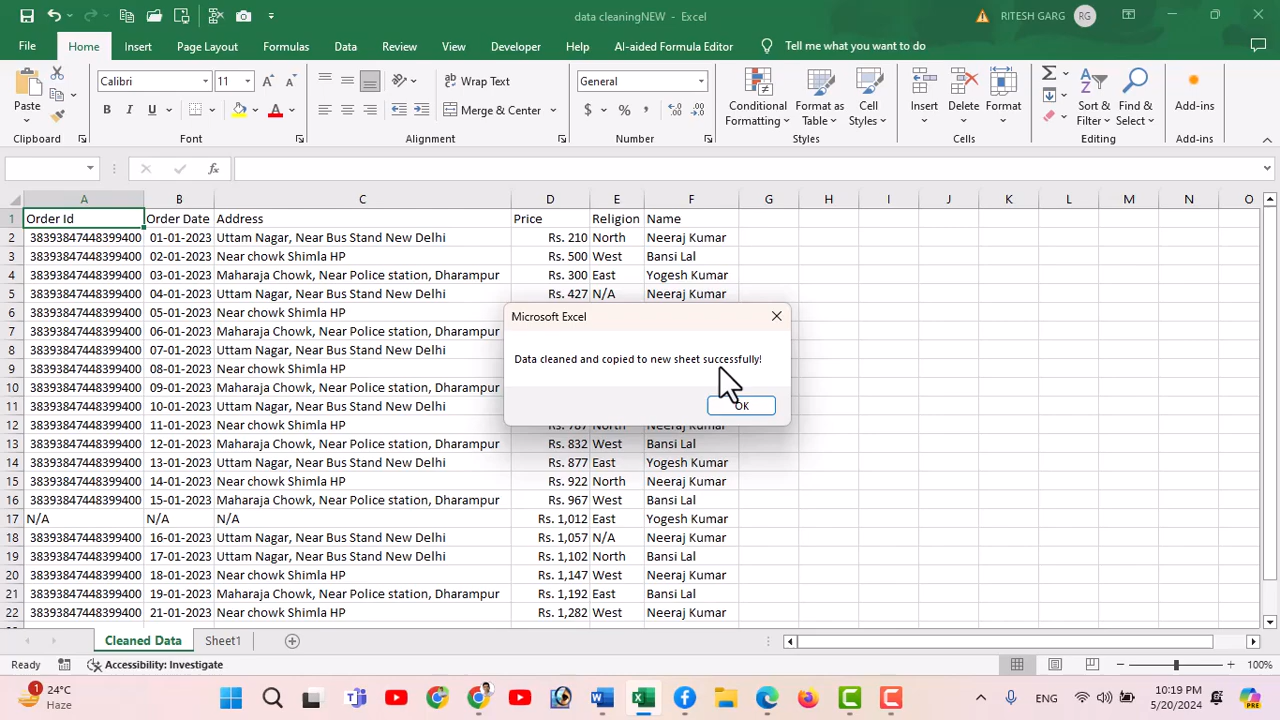 data cleaningNEW - Excel
RITESH GARG RG
File Home Insert Page Layout Formulas Data Review View Developer Help AI-aided Formula Editor Tell me what you want to do
Paste Calibri 11 A A Wrap Text General Conditional Formatting Format as Table Cell Styles Insert Delete Format Sort & Filter Find & Select Add-ins
B I U A Merge & Center $ % ,
Clipboard Font Alignment Number Styles Cells Editing Add-ins
fx
A B C D E F G H I J K L M N O
1 Order Id Order Date Address Price Religion Name
2 38393847448399400 01-01-2023 Uttam Nagar, Near Bus Stand New Delhi Rs. 210 North Neeraj Kumar
3 38393847448399400 02-01-2023 Near chowk Shimla HP Rs. 500 West Bansi Lal
4 38393847448399400 03-01-2023 Maharaja Chowk, Near Police station, Dharampur Rs. 300 East Yogesh Kumar
5 38393847448399400 04-01-2023 Uttam Nagar, Near Bus Stand New Delhi Rs. 427 N/A Neeraj Kumar
6 38393847448399400 05-01-2023 Near chowk Shimla HP
7 38393847448399400 06-01-2023 Maharaja Chowk, Near Police station, Dharampur
8 38393847448399400 07-01-2023 Uttam Nagar, Near Bus Stand New Delhi
9 38393847448399400 08-01-2023 Near chowk Shimla HP
10 38393847448399400 09-01-2023 Maharaja Chowk, Near Police station, Dharampur
11 38393847448399400 10-01-2023 Uttam Nagar, Near Bus Stand New Delhi
12 38393847448399400 11-01-2023 Near chowk Shimla HP Rs. 787 North Neeraj Kumar
13 38393847448399400 12-01-2023 Maharaja Chowk, Near Police station, Dharampur Rs. 832 West Bansi Lal
14 38393847448399400 13-01-2023 Uttam Nagar, Near Bus Stand New Delhi Rs. 877 East Yogesh Kumar
15 38393847448399400 14-01-2023 Near chowk Shimla HP Rs. 922 North Neeraj Kumar
16 38393847448399400 15-01-2023 Maharaja Chowk, Near Police station, Dharampur Rs. 967 West Bansi Lal
17 N/A N/A N/A Rs. 1,012 East Yogesh Kumar
18 38393847448399400 16-01-2023 Uttam Nagar, Near Bus Stand New Delhi Rs. 1,057 N/A Neeraj Kumar
19 38393847448399400 17-01-2023 Uttam Nagar, Near Bus Stand New Delhi Rs. 1,102 North Bansi Lal
20 38393847448399400 18-01-2023 Near chowk Shimla HP Rs. 1,147 West Neeraj Kumar
21 38393847448399400 19-01-2023 Maharaja Chowk, Near Police station, Dharampur Rs. 1,192 East Bansi Lal
22 38393847448399400 21-01-2023 Near chowk Shimla HP Rs. 1,282 West Neeraj Kumar
Microsoft Excel
Data cleaned and copied to new sheet successfully!
OK
Cleaned Data Sheet1
Ready Accessibility: Investigate 100%
1 24°C Haze
ENG 10:19 PM 5/20/2024